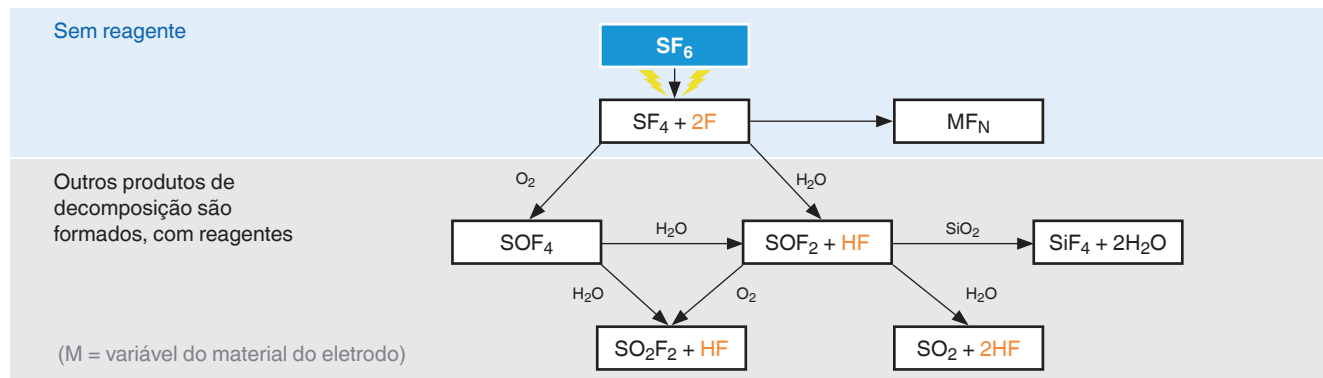 Sem reagente
SF₆
SF₄ + 2F
MF_N
Outros produtos de
decomposição são
formados, com reagentes
O₂
H₂O
SOF₄
H₂O
SOF₂ + HF
SiO₂
SiF₄ + 2H₂O
H₂O
O₂
H₂O
(M = variável do material do eletrodo)
SO₂F₂ + HF
SO₂ + 2HF